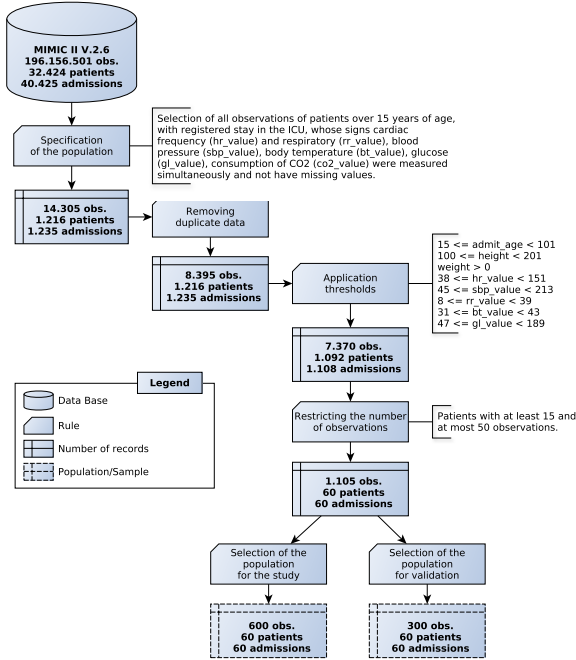 MIMIC II V.2.6
196.156.501 obs.
32.424 patients
40.425 admissions
Specification
of the population
Selection of all observations of patients over 15 years of age,
with registered stay in the ICU, whose signs cardiac
frequency (hr_value) and respiratory (rr_value), blood
pressure (sbp_value), body temperature (bt_value), glucose
(gl_value), consumption of CO2 (co2_value) were measured
simultaneously and not have missing values.
14.305 obs.
1.216 patients
1.235 admissions
Removing
duplicate data
8.395 obs.
1.216 patients
1.235 admissions
Application
thresholds
15 <= admit_age < 101
100 <= height < 201
weight > 0
38 <= hr_value < 151
45 <= sbp_value < 213
8 <= rr_value < 39
31 <= bt_value < 43
47 <= gl_value < 189
7.370 obs.
1.092 patients
1.108 admissions
Restricting the number
of observations
Patients with at least 15 and
at most 50 observations.
1.105 obs.
60 patients
60 admissions
Selection of the
population
for the study
Selection of the
population
for validation
600 obs.
60 patients
60 admissions
300 obs.
60 patients
60 admissions
Legend
Data Base
Rule
Number of records
Population/Sample